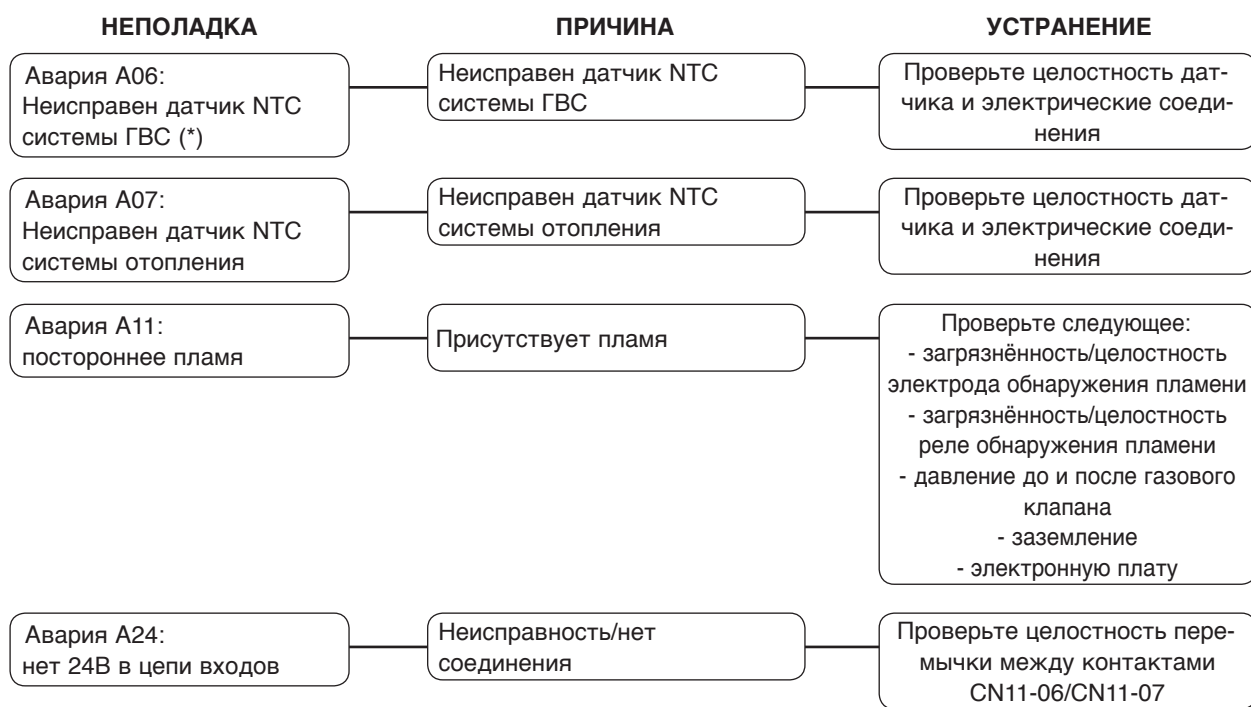 НЕПОЛАДКА
ПРИЧИНА
УСТРАНЕНИЕ
Авария А06:
Неисправен датчик NTC
системы ГВС (*)
Неисправен датчик NTC
системы ГВС
Проверьте целостность дат-
чика и электрические соеди-
нения
Авария А07:
Неисправен датчик NTC
системы отопления
Неисправен датчик NTC
системы отопления
Проверьте целостность дат-
чика и электрические соеди-
нения
Авария А11:
постороннее пламя
Присутствует пламя
Проверьте следующее:
- загрязнённость/целостность
электрода обнаружения пламени
- загрязнённость/целостность
реле обнаружения пламени
- давление до и после газового
клапана
- заземление
- электронную плату
Авария А24:
нет 24В в цепи входов
Неисправность/нет
соединения
Проверьте целостность пере-
мычки между контактами
CN11-06/CN11-07